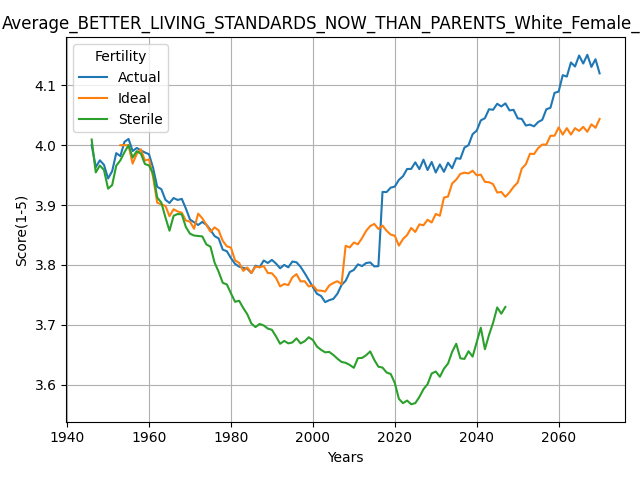 Average_BETTER_LIVING_STANDARDS_NOW_THAN_PARENTS_White_Female_
Fertility
Actual
Ideal
Sterile
Score(1-5)
4.1
4.0
3.9
3.8
3.7
3.6
1940
1960
1980
2000
2020
2040
2060
Years